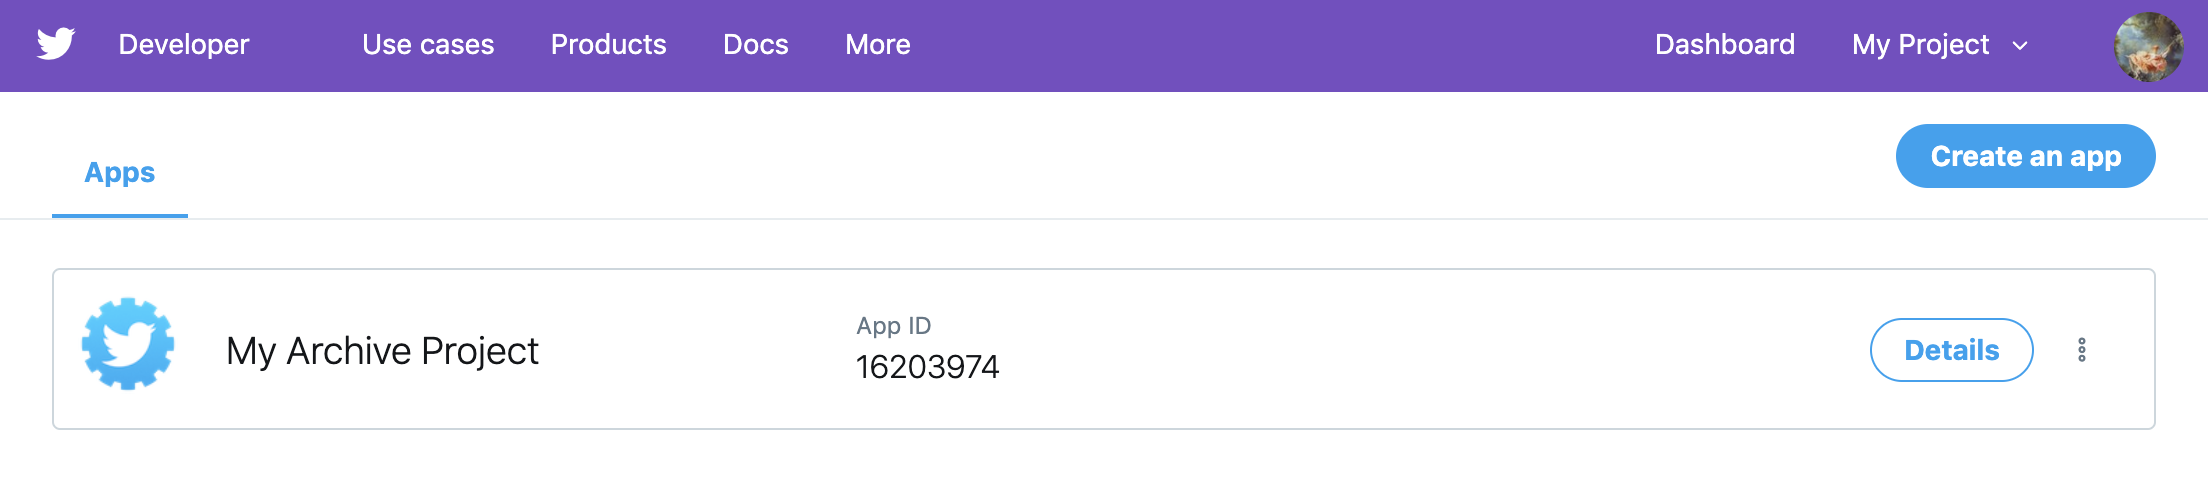 Developer Use cases Products Docs More Dashboard My Project
Create an app
Apps
My Archive Project
App ID
16203974
Details